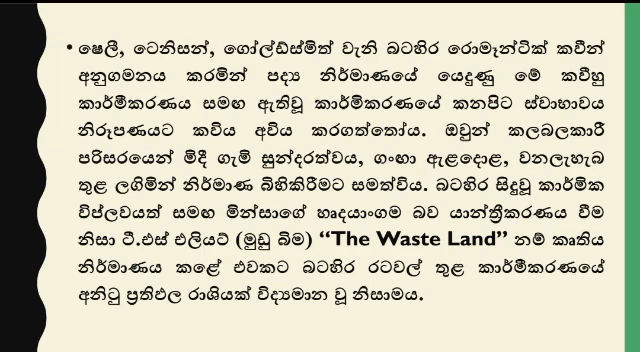 • ෂෙලී, ටෙනිසන්, ගෝල්ඩ්ස්මිත් වැනි බටහිර රොමෑන්ටික් කවීන්
අනුගමනය කරමින් පද්‍ය නිර්මාණයේ යෙදුණු මේ කවීහු
කාර්මීකරණය සමඟ ඇතිවූ කාර්මිකරණයේ කනපිට ස්වාභාවය
නිරූපණයට කවිය අවිය කරගත්තෝය. ඔවුන් කලබලකාරී
පරිසරයෙන් මිදී ගැමි සුන්දරත්වය, ගංඟා ඇළදොළ, වනලැහැබ
තුළ ලගිමින් නිර්මාණ බිහිකිරීමට සමත්විය. බටහිර සිදුවූ කාර්මික
විප්ලවයත් සමඟ මින්සාගේ හෘදයාංගම බව යාන්ත්‍රීකරණය වීම
නිසා ටී.එස් එලියට් (මුඩු බිම) “The Waste Land” නම් කෘතිය
නිර්මාණය කළේ එවකට බටහිර රටවල් තුළ කාර්මීකරණයේ
අනිටු ප්‍රතිඵල රාශියක් විද්‍යමාන වූ නිසාමය.